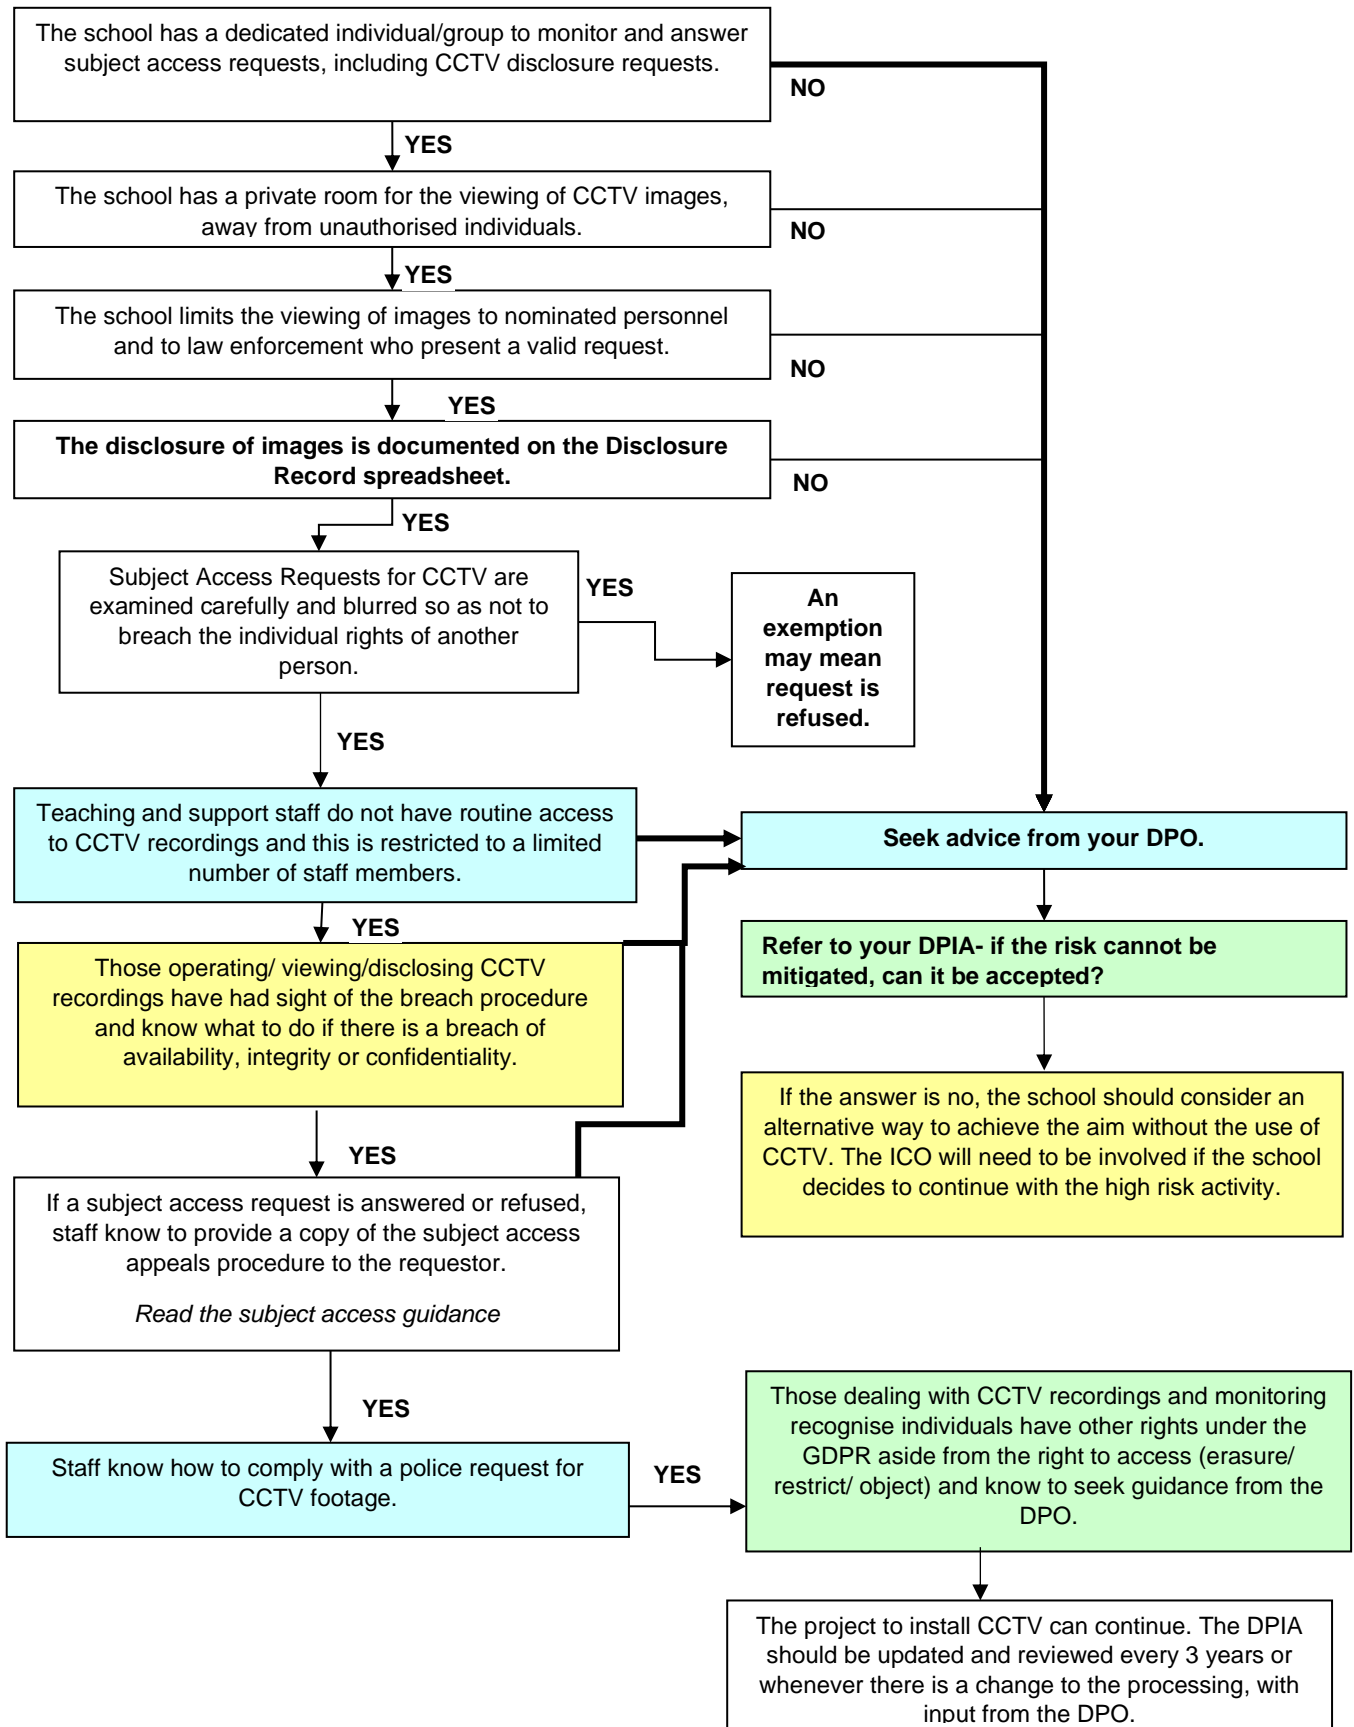 The school has a dedicated individual/group to monitor and answer
subject access requests, including CCTV disclosure requests.
NO
YES
The school has a private room for the viewing of CCTV images,
away from unauthorised individuals.
NO
YES
The school limits the viewing of images to nominated personnel
and to law enforcement who present a valid request.
NO
YES
The disclosure of images is documented on the Disclosure
Record spreadsheet.
NO
YES
Subject Access Requests for CCTV are
examined carefully and blurred so as not to
breach the individual rights of another
person.
YES
An
exemption
may mean
request is
refused.
YES
Teaching and support staff do not have routine access
to CCTV recordings and this is restricted to a limited
number of staff members.
Seek advice from your DPO.
YES
Those operating/ viewing/disclosing CCTV
recordings have had sight of the breach procedure
and know what to do if there is a breach of
availability, integrity or confidentiality.
Refer to your DPIA- if the risk cannot be
mitigated, can it be accepted?
If the answer is no, the school should consider an
alternative way to achieve the aim without the use of
CCTV. The ICO will need to be involved if the school
decides to continue with the high risk activity.
YES
If a subject access request is answered or refused,
staff know to provide a copy of the subject access
appeals procedure to the requestor.
Read the subject access guidance
YES
Staff know how to comply with a police request for
CCTV footage.
YES
Those dealing with CCTV recordings and monitoring
recognise individuals have other rights under the
GDPR aside from the right to access (erasure/
restrict/ object) and know to seek guidance from the
DPO.
The project to install CCTV can continue. The DPIA
should be updated and reviewed every 3 years or
whenever there is a change to the processing, with
input from the DPO.